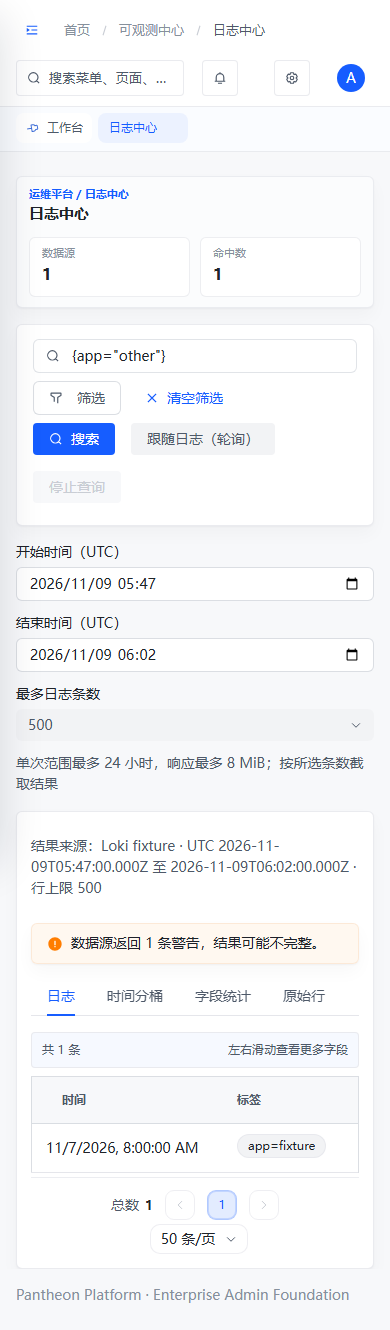 首页 / 可观测中心 / 日志中心
搜索菜单、页面、...
A
工作台 日志中心
运维平台 / 日志中心
日志中心
数据源 命中数
1 1
{app="other"}
筛选 清空筛选
搜索 跟随日志（轮询）
停止查询
开始时间（UTC）
2026/11/09 05:47
结束时间（UTC）
2026/11/09 06:02
最多日志条数
500
单次范围最多 24 小时，响应最多 8 MiB；按所选条数截
取结果
结果来源：Loki fixture · UTC 2026-11-
09T05:47:00.000Z 至 2026-11-09T06:02:00.000Z ·
行上限 500
数据源返回 1 条警告，结果可能不完整。
日志 时间分桶 字段统计 原始行
共 1 条 左右滑动查看更多字段
时间 标签
11/7/2026, 8:00:00 AM app=fixture
总数 1 1
50 条/页
Pantheon Platform · Enterprise Admin Foundation